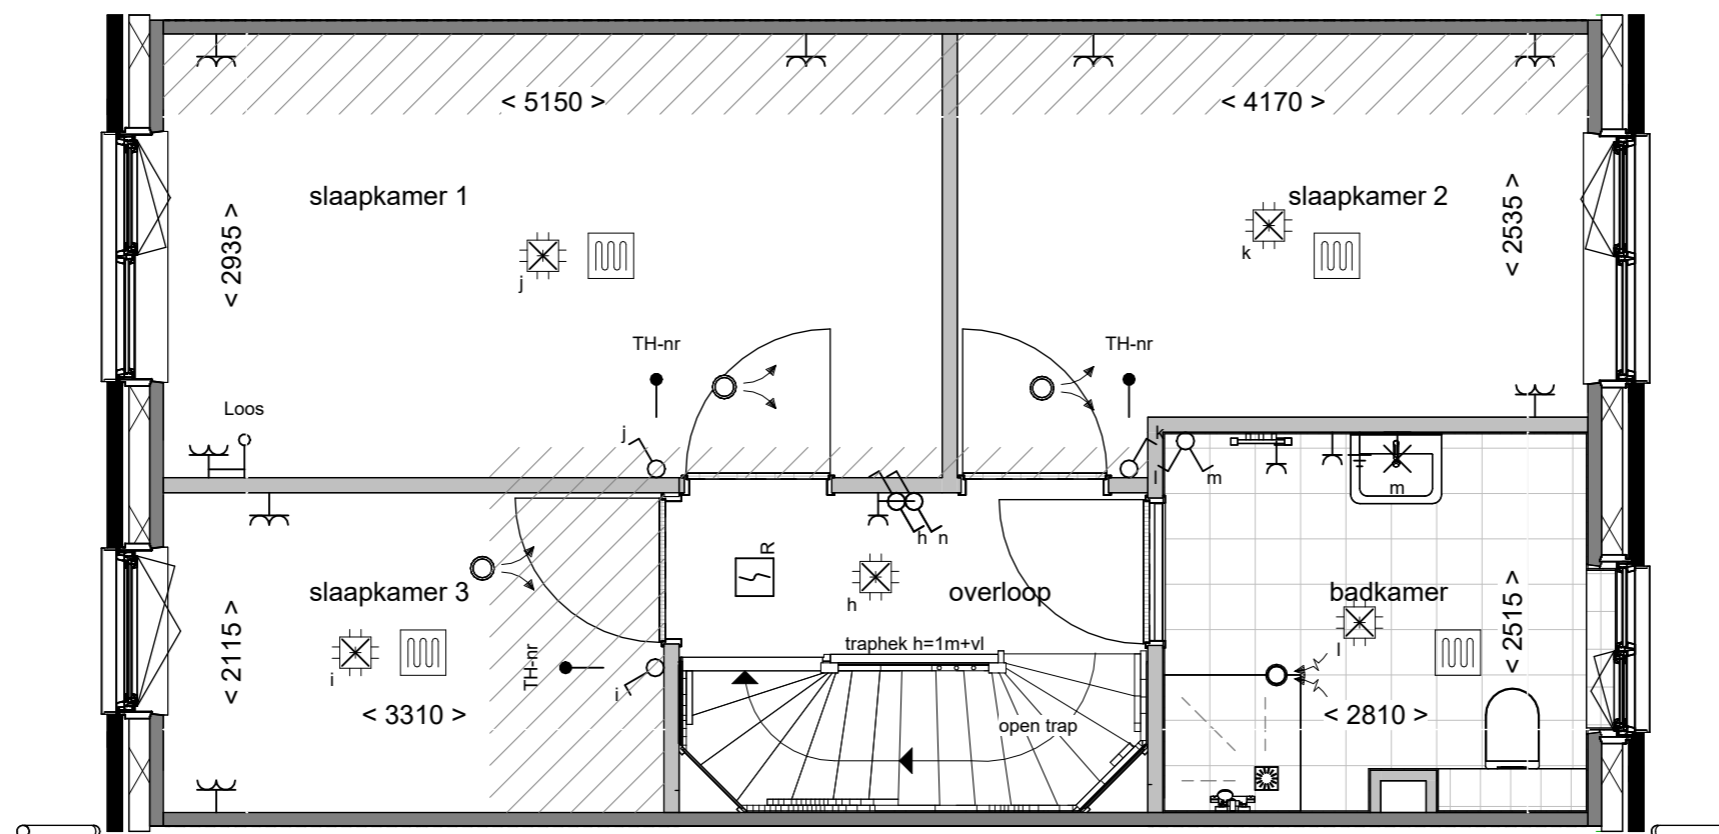 < 5150 >
< 4170 >
slaapkamer 1
slaapkamer 2
< 2935 >
< 2535 >
j
k
TH-nr
TH-nr
Loos
j
k
l
m
m
h n
R
slaapkamer 3
h
overloop
badkamer
l
< 2115 >
i
TH-nr
i
traphek h=1m+vl
< 2515 >
< 3310 >
open trap
< 2810 >